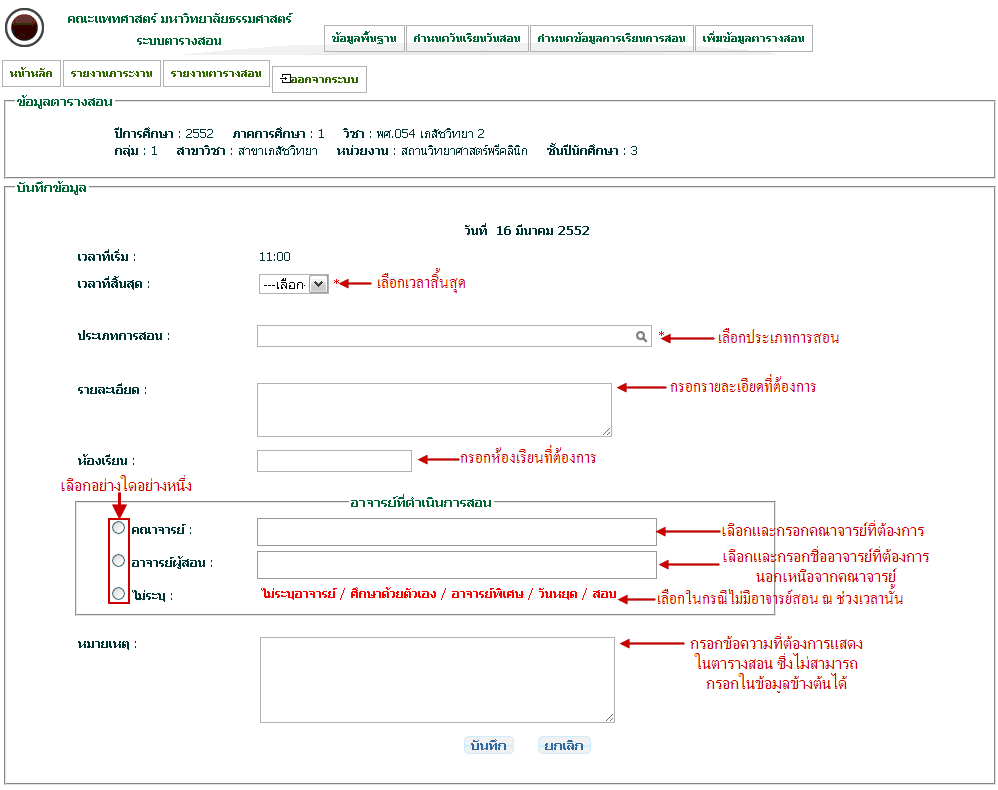 คณะแพทศาสตร์ มหาวิทยาลัยธรรมศาสตร์
ระบบตารางสอน
ข้อมูลพื้นฐาน กำหนดวันเรียนวันสอน กำหนดข้อมูลการเรียนการสอน เพิ่มข้อมูลตารางสอน
หน้าหลัก รายงานภาระงาน รายงานตารางสอน ออกจากระบบ
ข้อมูลตารางสอน
ปีการศึกษา : 2552 ภาคการศึกษา : 1 วิชา : พศ.054 เภสัชวิทยา 2
กลุ่ม : 1 สาขาวิชา : สาขาเภสัชวิทยา หน่วยงาน : สถานวิทยาศาสตร์พรีคลินิก ชั้นปีนักศึกษา : 3
บันทึกข้อมูล
วันที่ 16 มีนาคม 2552
เวลาที่เริ่ม : 11:00
เวลาที่สิ้นสุด : ---เลือก- * เลือกเวลาสิ้นสุด
ประเภทการสอน : * เลือกประเภทการสอน
รายละเอียด : กรอกรายละเอียดที่ต้องการ
ห้องเรียน : กรอกห้องเรียนที่ต้องการ
เลือกอย่างใดอย่างหนึ่ง
อาจารย์ที่ดำเนินการสอน
คณาจารย์ : เลือกและกรอกคณาจารย์ที่ต้องการ
อาจารย์ผู้สอน : เลือกและกรอกชื่ออาจารย์ที่ต้องการ
นอกเหนือจากคณาจารย์
ไม่ระบุ : ไม่ระบุอาจารย์ / ศึกษาด้วยตัวเอง / อาจารย์พิเศษ / วันหยุด / สอบ เลือกในกรณีไม่มีอาจารย์สอน ณ ช่วงเวลานั้น
หมายเหตุ : กรอกข้อความที่ต้องการแสดง
ในตารางสอน ซึ่งไม่สามารถ
กรอกในข้อมูลข้างต้นได้
บันทึก ยกเลิก